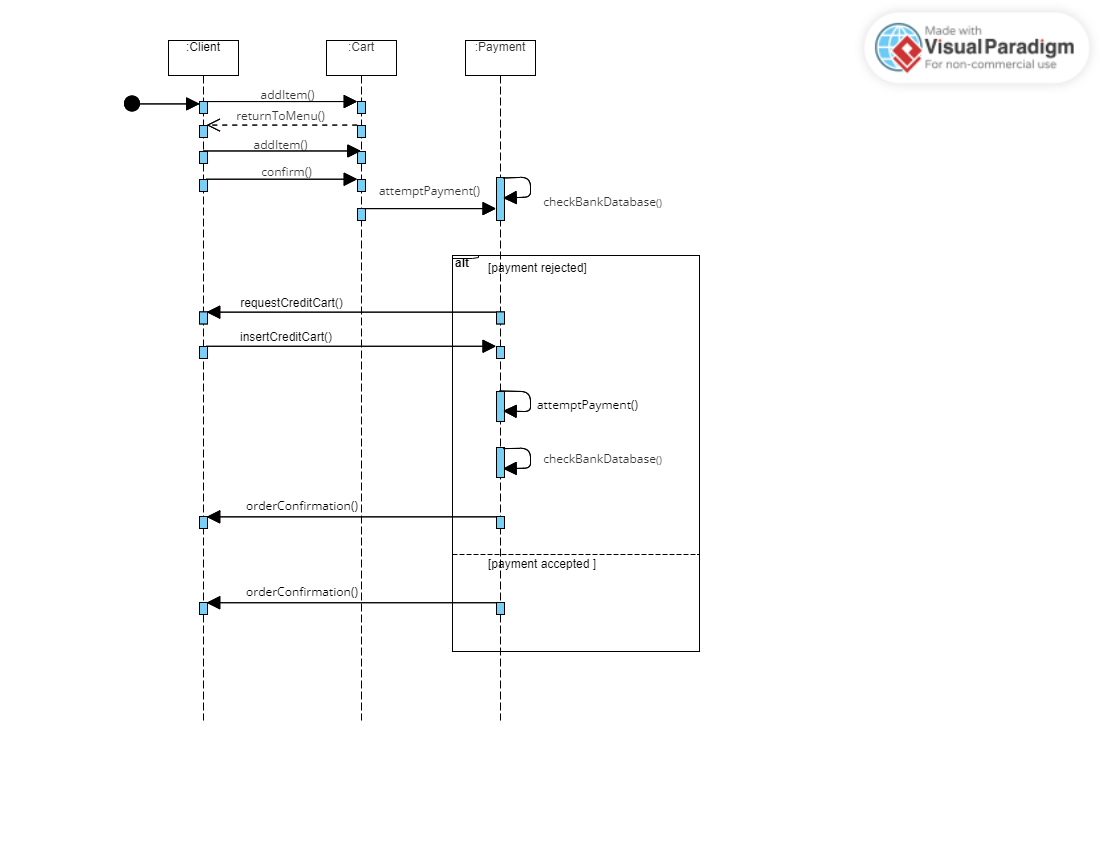 :Client
:Cart
:Payment
Made with
Visual Paradigm
For non-commercial use
addItem()
returnToMenu()
addItem()
confirm()
attemptPayment()
checkBankDatabase()
alt
[payment rejected]
requestCreditCart()
insertCreditCart()
attemptPayment()
checkBankDatabase()
orderConfirmation()
[payment accepted ]
orderConfirmation()